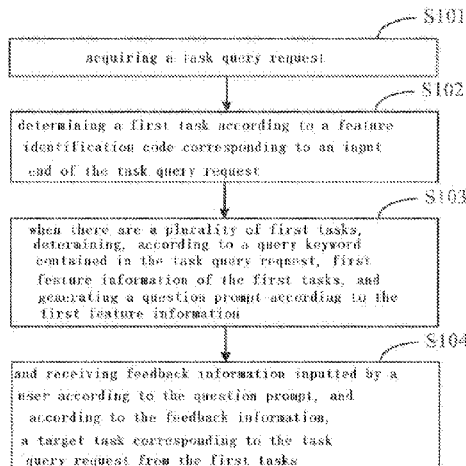 S101
acquiring a task query request
S102
determining a first task according to a feature
identification code corresponding to an input
end of the task query request
S103
when there are a plurality of first tasks,
determining, according to a query keyword
contained in the task query request, first
feature information of the first tasks, and
generating a question prompt according to the
first feature information
S104
and receiving feedback information inputted by a
user according to the question prompt, and
according to the feedback information,
a target task corresponding to the task
query request from the first tasks